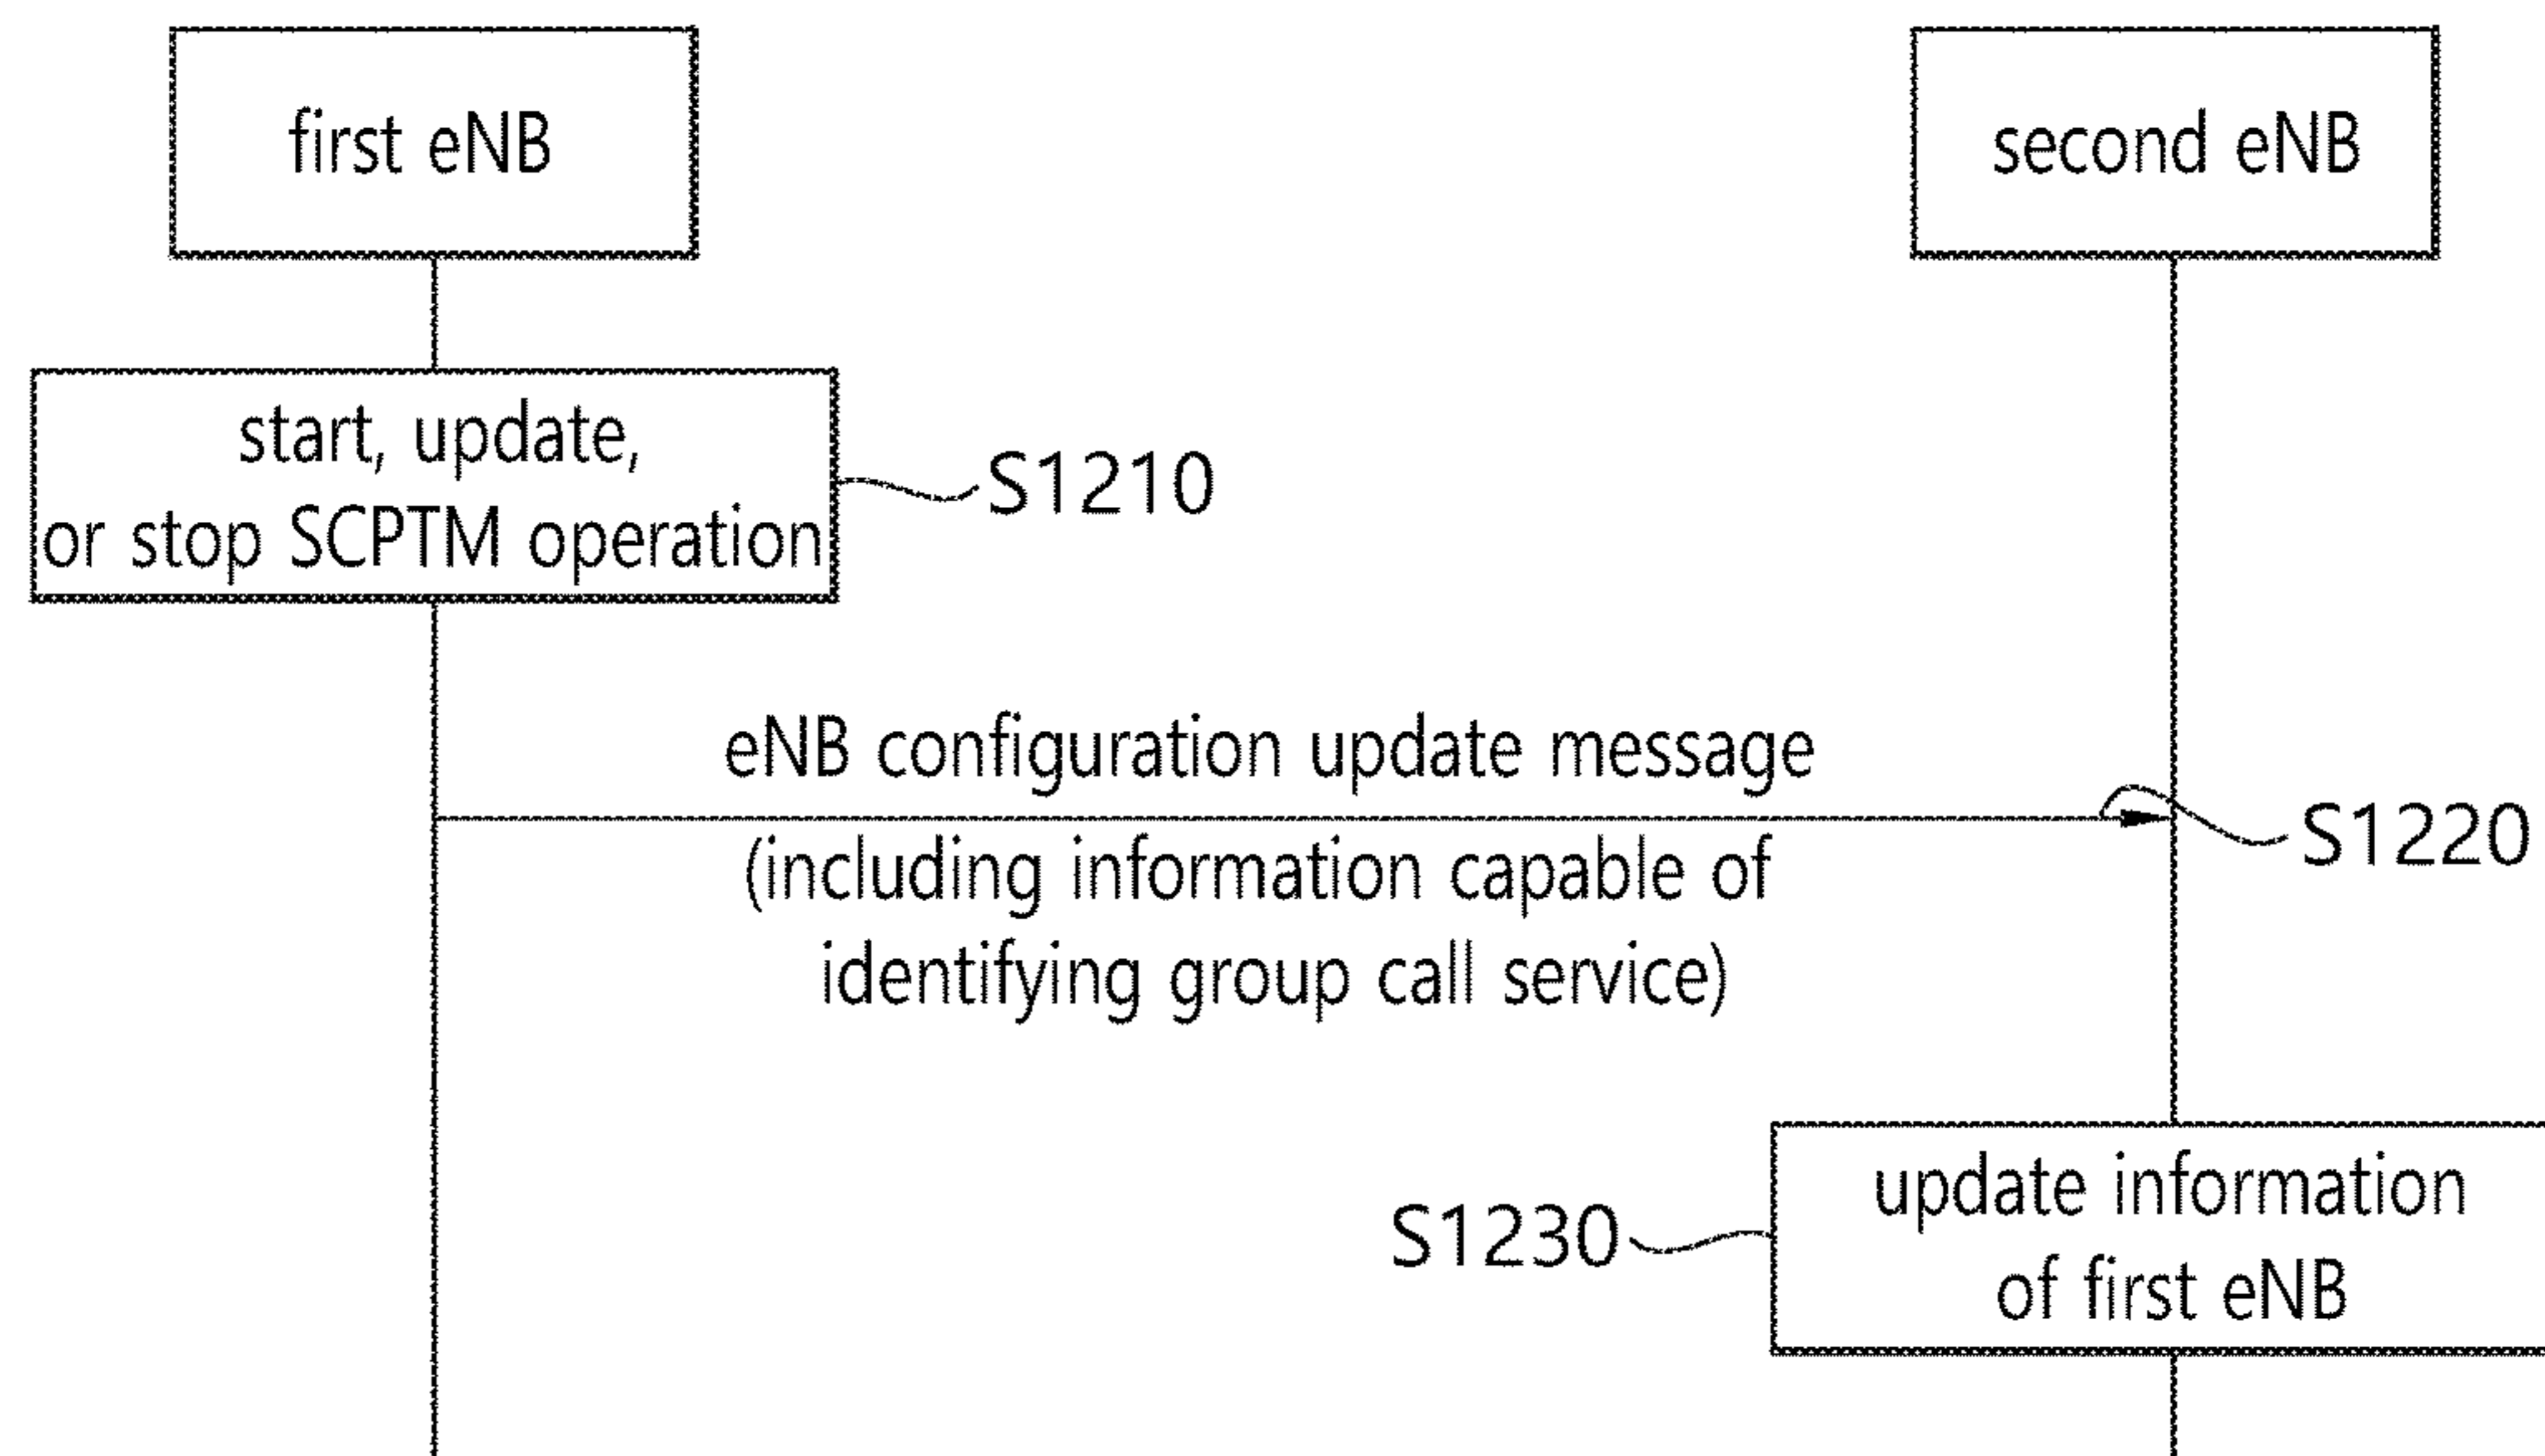 first eNB
second eNB
start, update,
or stop SCPTM operation
S1210
eNB configuration update message
(including information capable of
identifying group call service)
S1220
S1230
update information
of first eNB